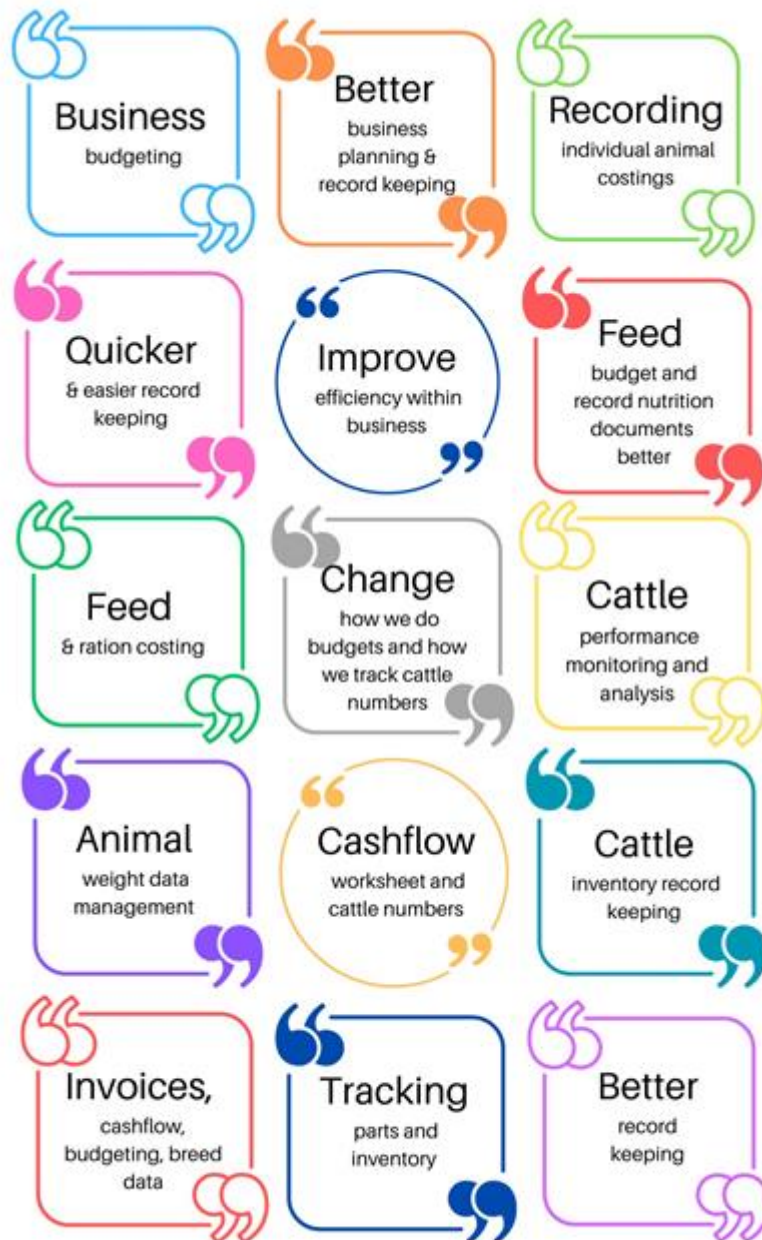 Business
budgeting
Better
business
planning &
record keeping
Recording
individual animal
costings
Quicker
& easier record
keeping
Improve
efficiency within
business
Feed
budget and
record nutrition
documents
better
Feed
& ration costing
Change
how we do
budgets and how
we track cattle
numbers
Cattle
performance
monitoring and
analysis
Animal
weight data
management
Cashflow
worksheet and
cattle numbers
Cattle
inventory record
keeping
Invoices,
cashflow,
budgeting, breed
data
Tracking
parts and
inventory
Better
record
keeping